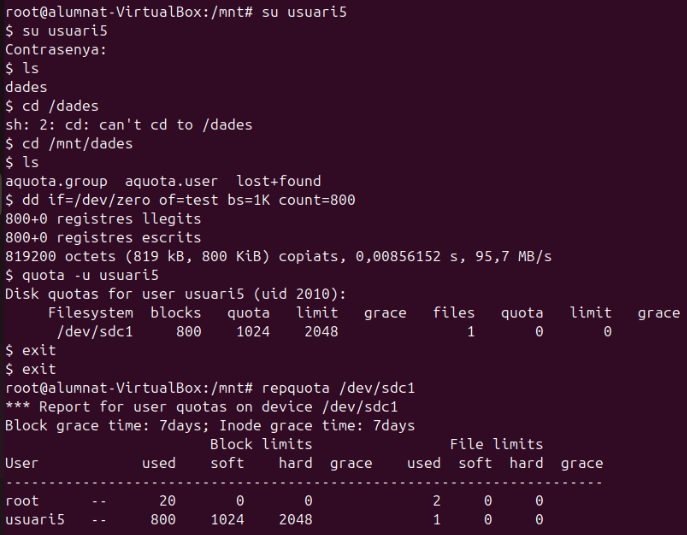 root@alumnat-VirtualBox:/mnt# su usuari5
$ su usuari5
Contrasenya:
$ ls
dades
$ cd /dades
sh: 2: cd: can't cd to /dades
$ cd /mnt/dades
$ ls
aquota.group  aquota.user  lost+found
$ dd if=/dev/zero of=test bs=1K count=800
800+0 registres llegits
800+0 registres escrits
819200 octets (819 kB, 800 KiB) copiats, 0,00856152 s, 95,7 MB/s
$ quota -u usuari5
Disk quotas for user usuari5 (uid 2010):
     Filesystem  blocks   quota   limit   grace   files   quota   limit   grace
      /dev/sdc1     800    1024    2048               1       0       0
$ exit
$ exit
root@alumnat-VirtualBox:/mnt# repquota /dev/sdc1
*** Report for user quotas on device /dev/sdc1
Block grace time: 7days; Inode grace time: 7days
                        Block limits                File limits
User            used    soft    hard  grace    used  soft  hard  grace
----------------------------------------------------------------------
root      --      20       0       0              2     0     0
usuari5   --     800    1024    2048              1     0     0